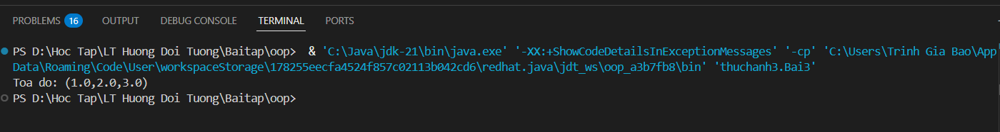 PROBLEMS 16 OUTPUT DEBUG CONSOLE TERMINAL PORTS
PS D:\Hoc Tap\LT Huong Doi Tuong\Baitap\oop>  & 'C:\Java\jdk-21\bin\java.exe' '-XX:+ShowCodeDetailsInExceptionMessages' '-cp' 'C:\Users\Trinh Gia Bao\App
Data\Roaming\Code\User\workspaceStorage\178255eecfa4524f857c02113b042cd6\redhat.java\jdt_ws\oop_a3b7fb8\bin' 'thuchanh3.Bai3'
Toa do: (1.0,2.0,3.0)
PS D:\Hoc Tap\LT Huong Doi Tuong\Baitap\oop>